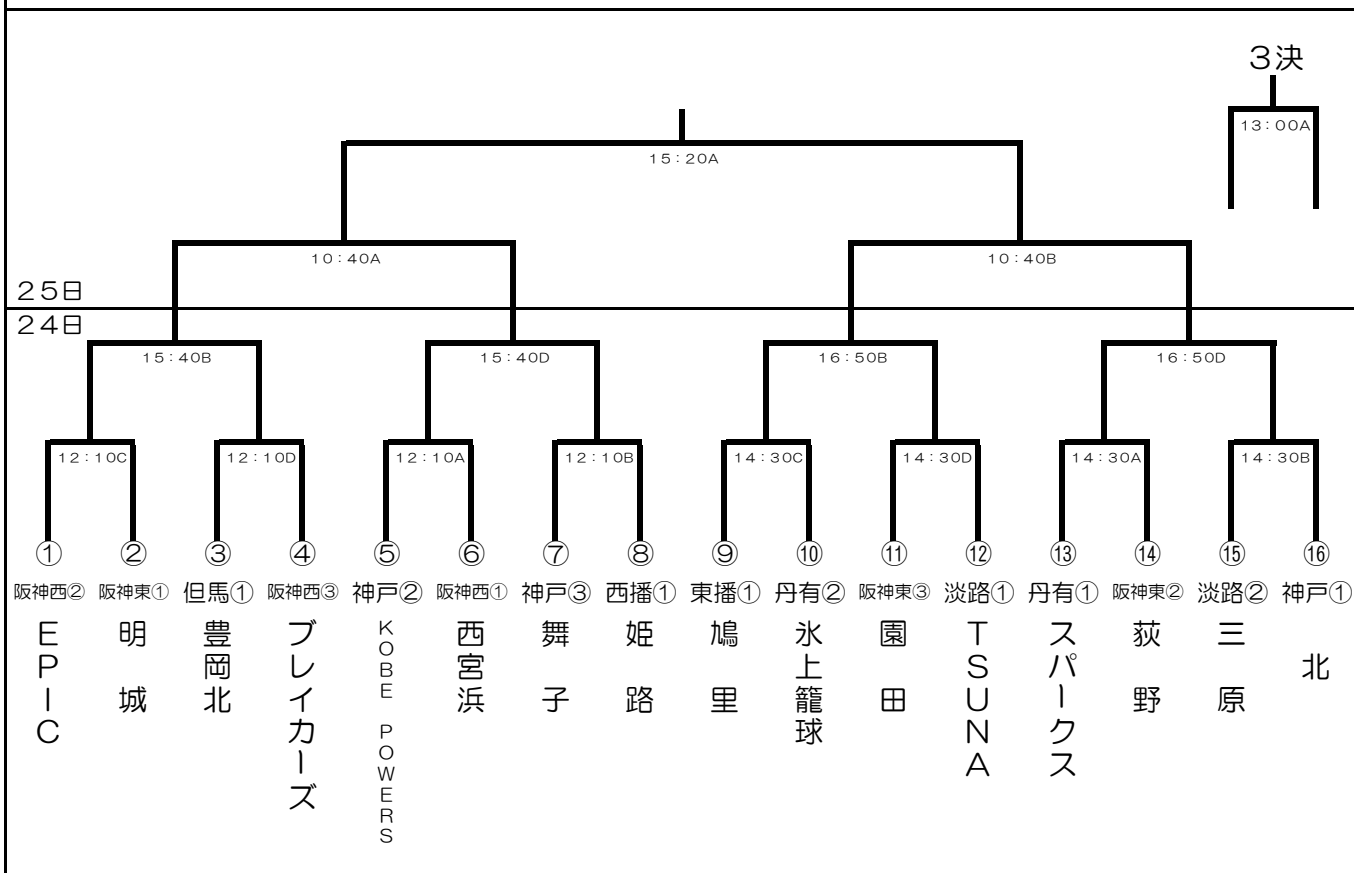 3決
13:00A
15:20A
10:40A
10:40B
25日
24日
15:40B
15:40D
16:50B
16:50D
12:10C
12:10D
12:10A
12:10B
14:30C
14:30D
14:30A
14:30B
①
②
③
④
⑤
⑥
⑦
⑧
⑨
⑩
⑪
⑫
⑬
⑭
⑮
⑯
阪神西②
阪神東①
但馬①
阪神西③
神戸②
阪神西①
神戸③
西播①
東播①
丹有②
阪神東③
淡路①
丹有①
阪神東②
淡路②
神戸①
EPIC
明城
豊岡北
ブレイカーズ
KOBE POWERS
西宮浜
舞子
姫路
鳩里
氷上籠球
園田
TSUNA
スパークス
荻野
三原
北